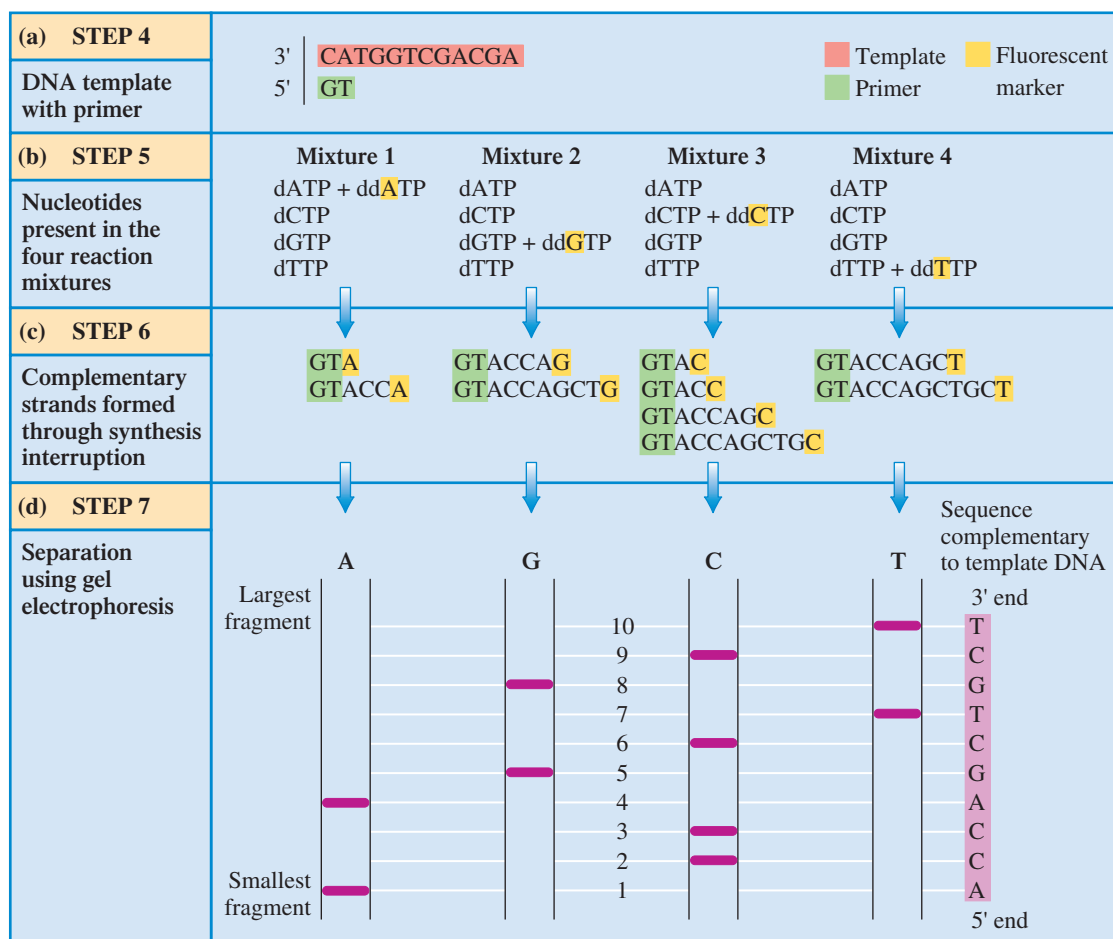 (a) STEP 4
DNA template
with primer
3' CATGGTCGACGA
5' GT
Template
Primer
Fluorescent
marker
(b) STEP 5
Nucleotides
present in the
four reaction
mixtures
Mixture 1
dATP + ddATP
dCTP
dGTP
dTTP
Mixture 2
dATP
dCTP
dGTP + ddGTP
dTTP
Mixture 3
dATP
dCTP + ddCTP
dGTP
dTTP
Mixture 4
dATP
dCTP
dGTP
dTTP + ddTTP
(c) STEP 6
Complementary
strands formed
through synthesis
interruption
GTA
GTACCA
GTACCAG
GTACCAGCTG
GTAC
GTACC
GTACCAGC
GTACCAGCTGC
GTACCAGCT
GTACCAGCTGCT
(d) STEP 7
Separation
using gel
electrophoresis
A
G
C
T
Sequence
complementary
to template DNA
Largest
fragment
Smallest
fragment
10
9
8
7
6
5
4
3
2
1
3' end
T
C
G
T
C
G
A
C
C
A
5' end